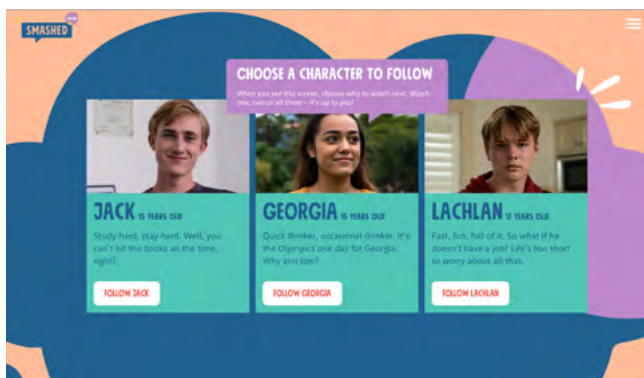 SMASHED
CHOOSE A CHARACTER TO FOLLOW
When you see this screen, choose who to watch next. Watch
one, two or all three – it's up to you!
JACK 15 YEARS OLD
Study hard, play hard. Well, you
can't hit the books all the time,
right?
FOLLOW JACK
GEORGIA 15 YEARS OLD
Quick thinker, occasional drinker. It's
the Olympics one day for Georgia.
Why aim low?
FOLLOW GEORGIA
LACHLAN 17 YEARS OLD
Fast, fun, full of it. So what if he
doesn't have a job? Life's too short
to worry about all that.
FOLLOW LACHLAN